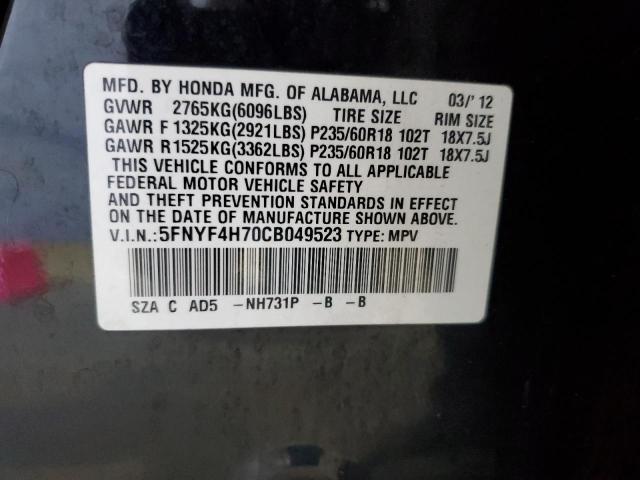 MFD. BY HONDA MFG. OF ALABAMA, LLC 03/'12
GVWR 2765KG(6096LBS) TIRE SIZE RIM SIZE
GAWR F 1325KG(2921LBS) P235/60R18 102T 18X7.5J
GAWR R1525KG(3362LBS) P235/60R18 102T 18X7.5J
THIS VEHICLE CONFORMS TO ALL APPLICABLE
FEDERAL MOTOR VEHICLE SAFETY
AND THEFT PREVENTION STANDARDS IN EFFECT
ON THE DATE OF MANUFACTURE SHOWN ABOVE.
V.I.N.:5FNYF4H70CB049523 TYPE: MPV
SZA C AD5 -NH731P -B -B